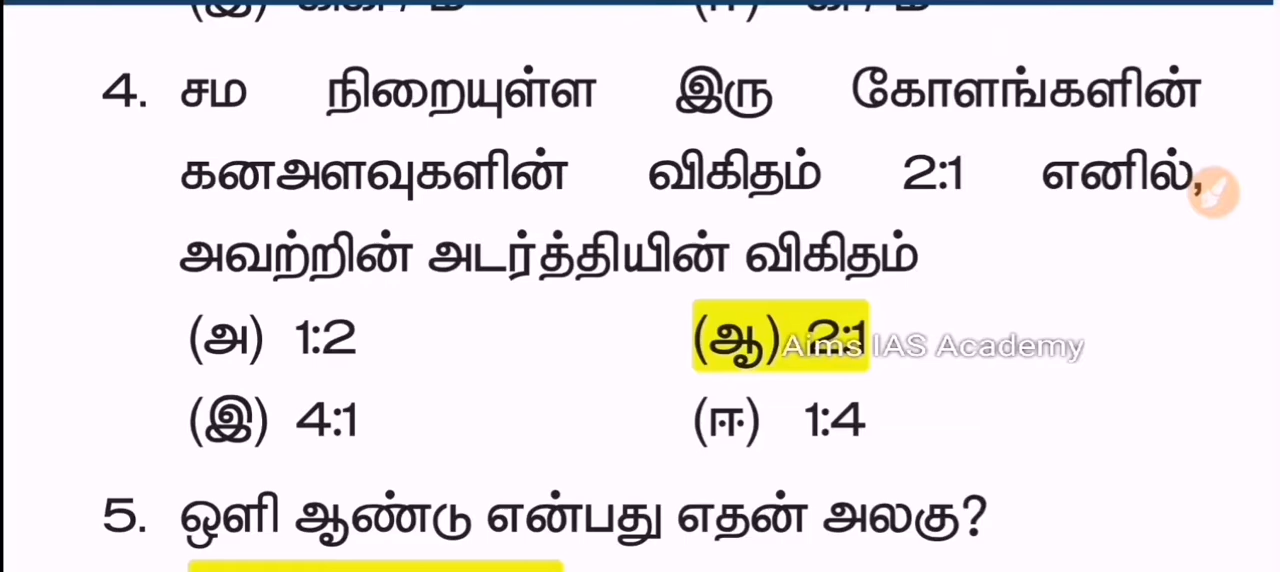 4. சம நிறையுள்ள இரு கோளங்களின்
கனஅளவுகளின் விகிதம் 2:1 எனில்,
அவற்றின் அடர்த்தியின் விகிதம்
(அ) 1:2 (ஆ) 2:1
Aim's IAS Academy
(இ) 4:1 (ஈ) 1:4
5. ஒளி ஆண்டு என்பது எதன் அலகு?